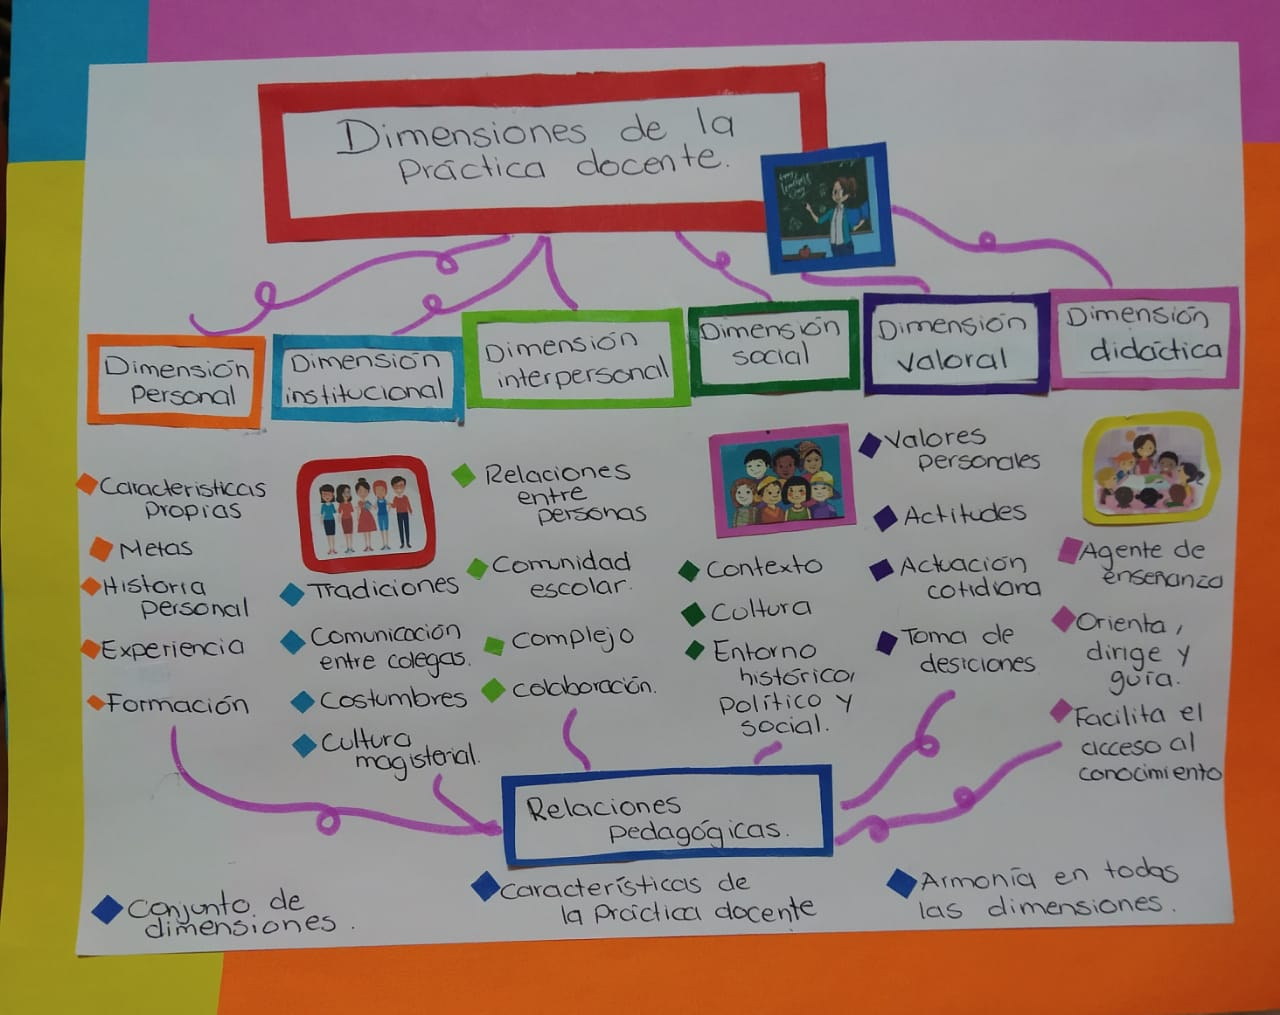 Dimensiones de la
práctica docente.
Dimensión
personal
Dimensión
institucional
Dimensión
interpersonal
Dimensión
social
Dimensión
valoral
Dimensión
didáctica
Caracteristicas
propias
Metas
Historia
personal
Experiencia
Formación
Tradiciones
Comunicación
entre colegas.
Costumbres
Cultura
magisterial.
Relaciones
entre
personas
Comunidad
escolar.
Complejo
Colaboración.
Contexto
Cultura
Entorno
histórico,
político y
social.
Valores
personales
Actitudes
Actuación
cotidiana
Toma de
desiciones
Agente de
enseñanza
Orienta,
dirige y
guía.
Facilita el
acceso al
conocimiento
Relaciones
pedagógicas.
Conjunto de
dimensiones.
Características de
la práctica docente
Armonía en todas
las dimensiones.